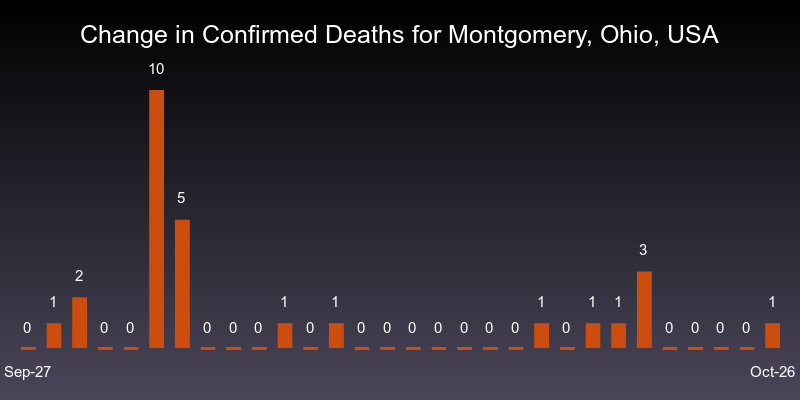 Change in Confirmed Deaths for Montgomery, Ohio, USA
10
5
3
2
1 1 1 1 1 1 1
0 0 0 0 0 0 0 0 0 0 0 0 0 0 0 0 0 0 0
Sep-27 Oct-26